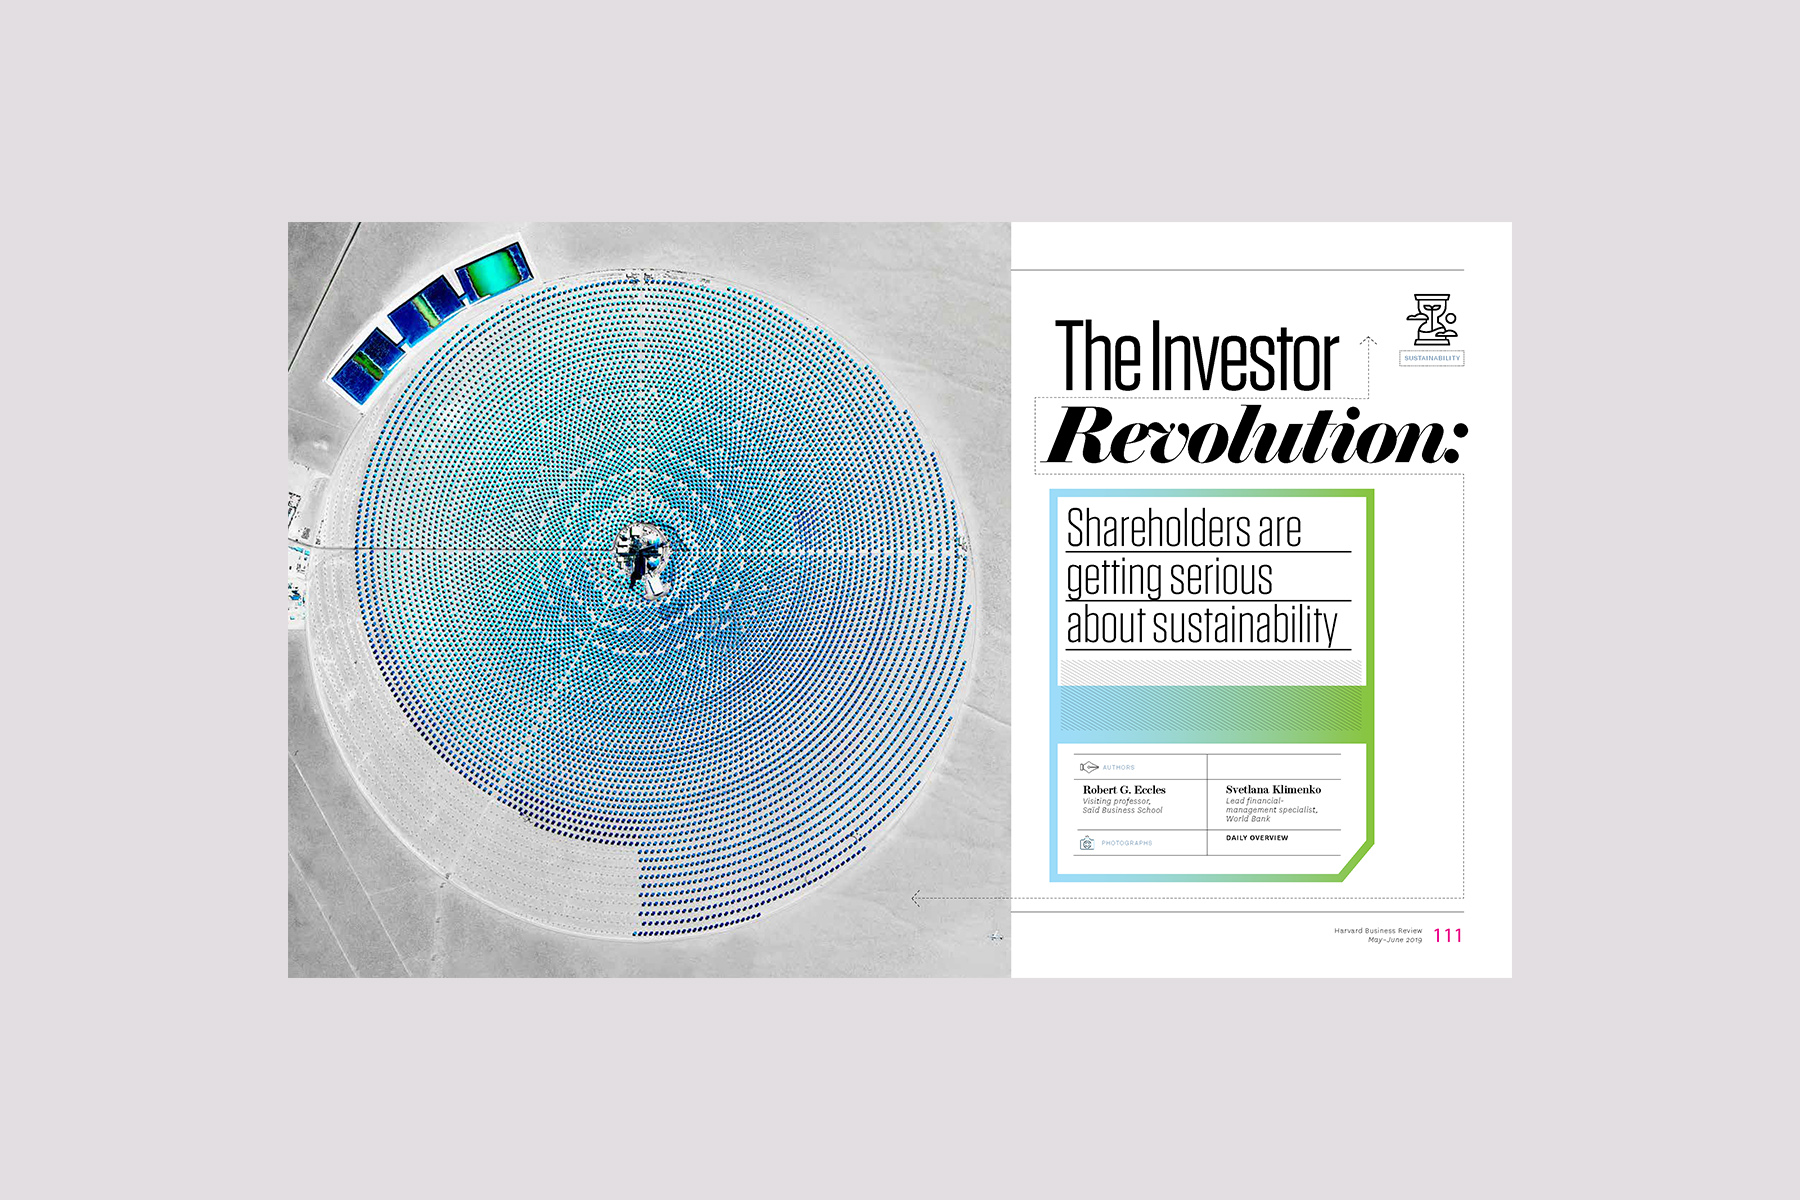 SUSTAINABILITY
The Investor
Revolution:
Shareholders are
getting serious
about sustainability
AUTHORS
Robert G. Eccles
Visiting professor,
Saïd Business School
Svetlana Klimenko
Lead financial-
management specialist,
World Bank
PHOTOGRAPHS
DAILY OVERVIEW
Harvard Business Review
May–June 2019
111